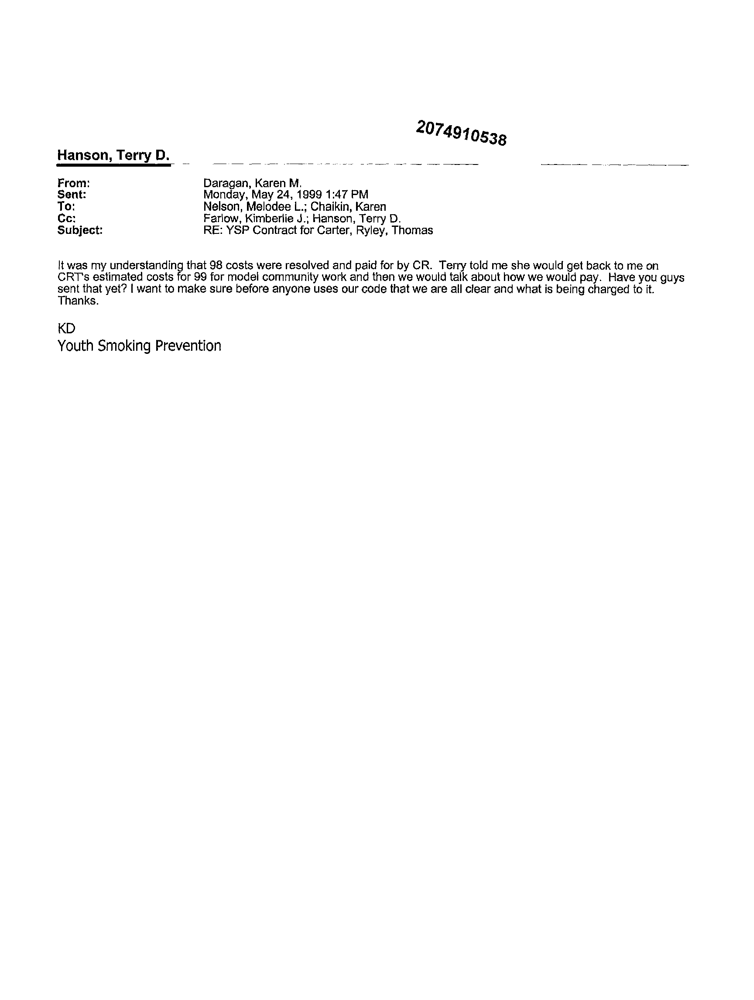 2074910538
Hanson, Terry D.
From: Daragan, Karen M.
Sent: Monday, May 24, 1999 1:47 PM
To: Nelson, Melodee L.; Chaikin, Karen
Cc: Farlow, Kimberlie J.; Hanson, Terry D.
Subject: RE: YSP Contract for Carter, Ryley, Thomas
It was my understanding that 98 costs were resolved and paid for by CR. Terry told me she would get back to me on
CRT's estimated costs for 99 for model community work and then we would talk about how we would pay. Have you guys
sent that yet? I want to make sure before anyone uses our code that we are all clear and what is being charged to it.
Thanks.
KD
Youth Smoking Prevention